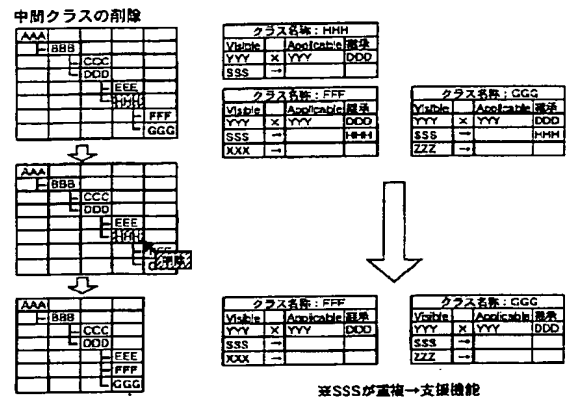 中間クラスの削除
AAA
BBB
CCC
DDD
EEE
HHH
FFF
GGG
AAA
BBB
CCC
DDD
EEE
HHH
削除
AAA
BBB
CCC
DDD
EEE
FFF
GGG
クラス名称：HHH
Visible Applicable 継承
YYY × YYY DDD
SSS →
クラス名称：FFF
Visible Applicable 継承
YYY × YYY DDD
SSS → HHH
XXX →
クラス名称：GGG
Visible Applicable 継承
YYY × YYY DDD
SSS → HHH
ZZZ →
クラス名称：FFF
Visible Applicable 継承
YYY × YYY DDD
SSS →
XXX →
クラス名称：GGG
Visible Applicable 継承
YYY × YYY DDD
SSS →
ZZZ →
※SSSが重複→支援機能